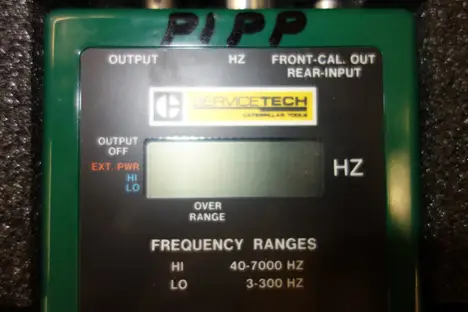 PIPP
OUTPUT HZ FRONT-CAL. OUT
REAR-INPUT
SERVICETECH
CATERPILLAR TOOLS
OUTPUT
OFF
EXT. PWR
HI
LO
HZ
OVER
RANGE
FREQUENCY RANGES
HI 40-7000 HZ
LO 3-300 HZ